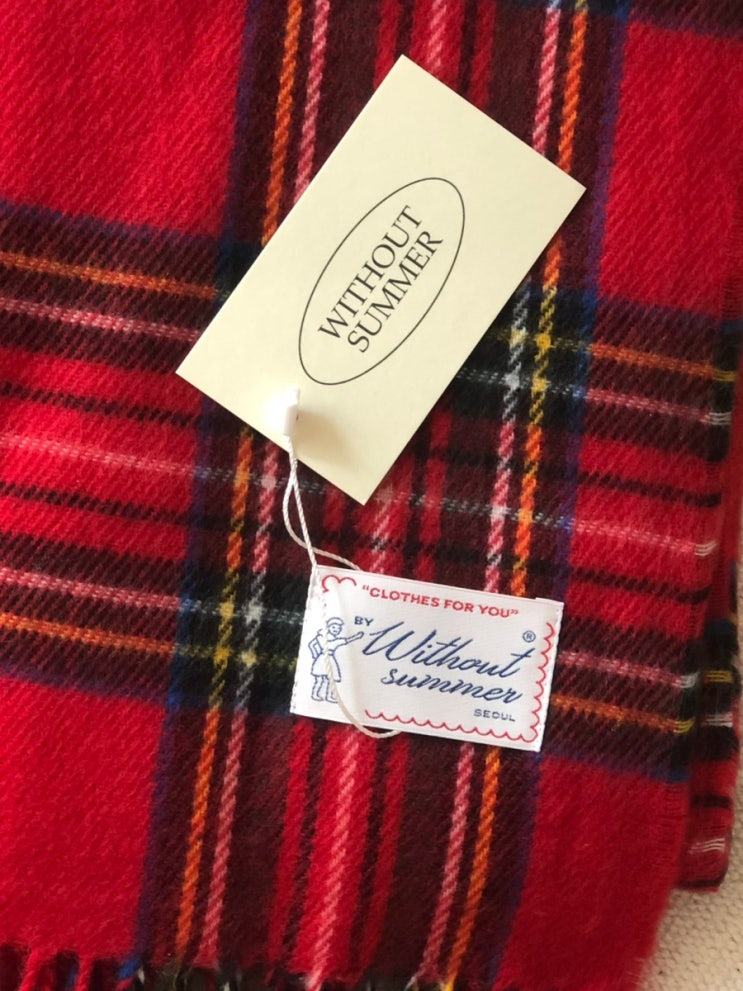 WITHOUT
SUMMER
"CLOTHES FOR YOU"
BY
Without ®
summer
SEOUL